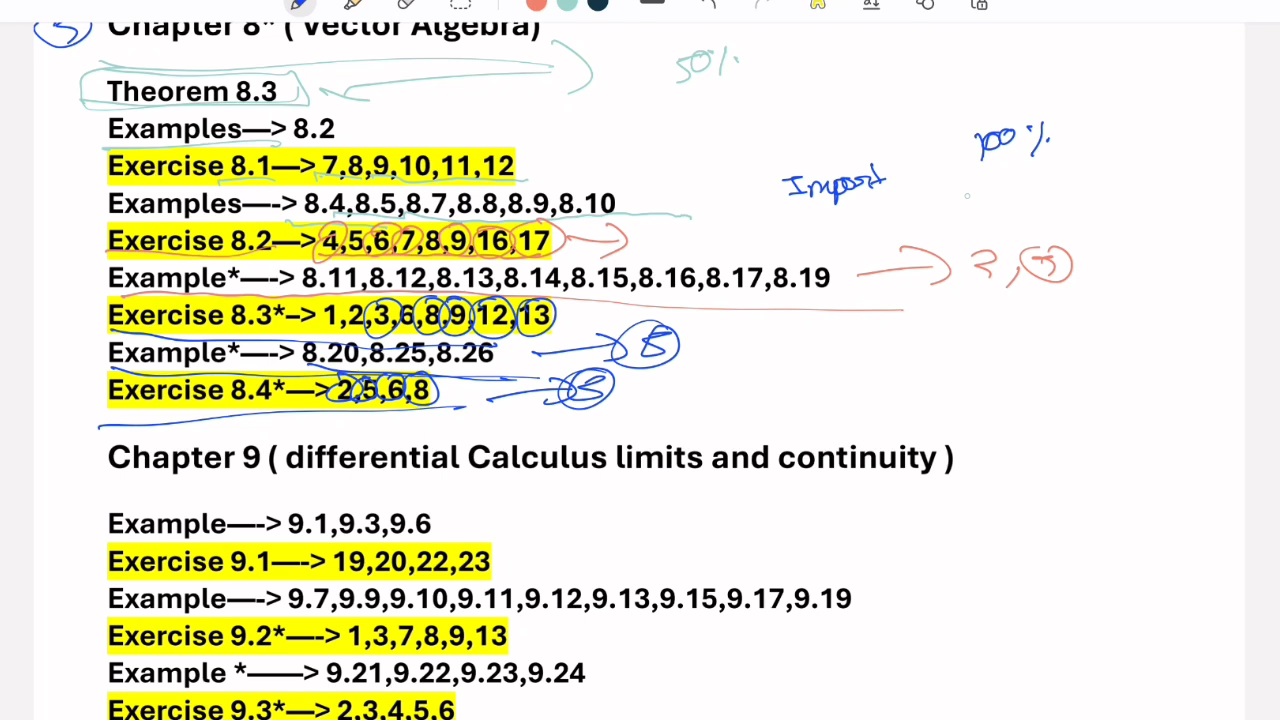 5 Chapter 8* ( Vector Algebra)
50%
Theorem 8.3
Examples—> 8.2
100 %
Exercise 8.1—> 7,8,9,10,11,12
Import
Examples—-> 8.4,8.5,8.7,8.8,8.9,8.10
Exercise 8.2—> 4,5,6,7,8,9,16,17
Example*—-> 8.11,8.12,8.13,8.14,8.15,8.16,8.17,8.19
Exercise 8.3*–> 1,2,3,6,8,9,12,13
Example*—-> 8.20,8.25,8.26
Exercise 8.4*—> 2,5,6,8
Chapter 9 ( differential Calculus limits and continuity )
Example—-> 9.1,9.3,9.6
Exercise 9.1—-> 19,20,22,23
Example—-> 9.7,9.9,9.10,9.11,9.12,9.13,9.15,9.17,9.19
Exercise 9.2*—-> 1,3,7,8,9,13
Example *——> 9.21,9.22,9.23,9.24
Exercise 9.3*—> 2,3,4,5,6